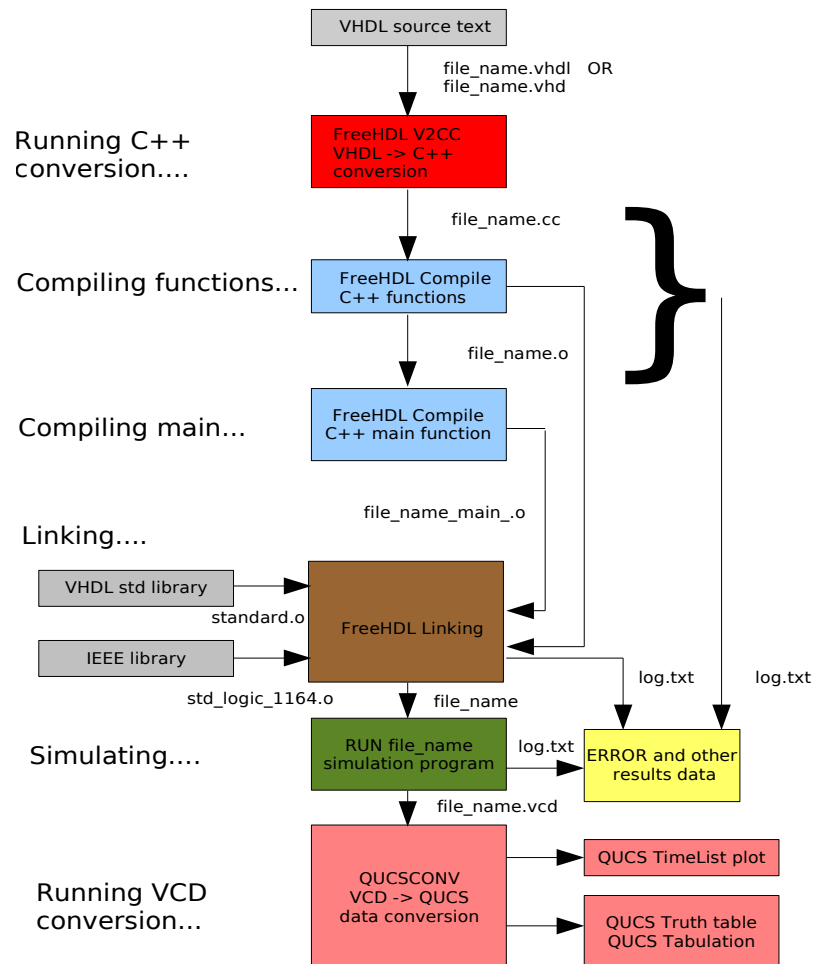 VHDL source text
file_name.vhdl OR
file_name.vhd
Running C++
conversion....
FreeHDL V2CC
VHDL -> C++
conversion
file_name.cc
}
Compiling functions...
FreeHDL Compile
C++ functions
file_name.o
Compiling main...
FreeHDL Compile
C++ main function
file_name_main_.o
Linking....
VHDL std library
standard.o
FreeHDL Linking
IEEE library
std_logic_1164.o
file_name
log.txt
log.txt
Simulating....
RUN file_name
simulation program
log.txt
ERROR and other
results data
file_name.vcd
Running VCD
conversion...
QUCSCONV
VCD -> QUCS
data conversion
QUCS TimeList plot
QUCS Truth table
QUCS Tabulation